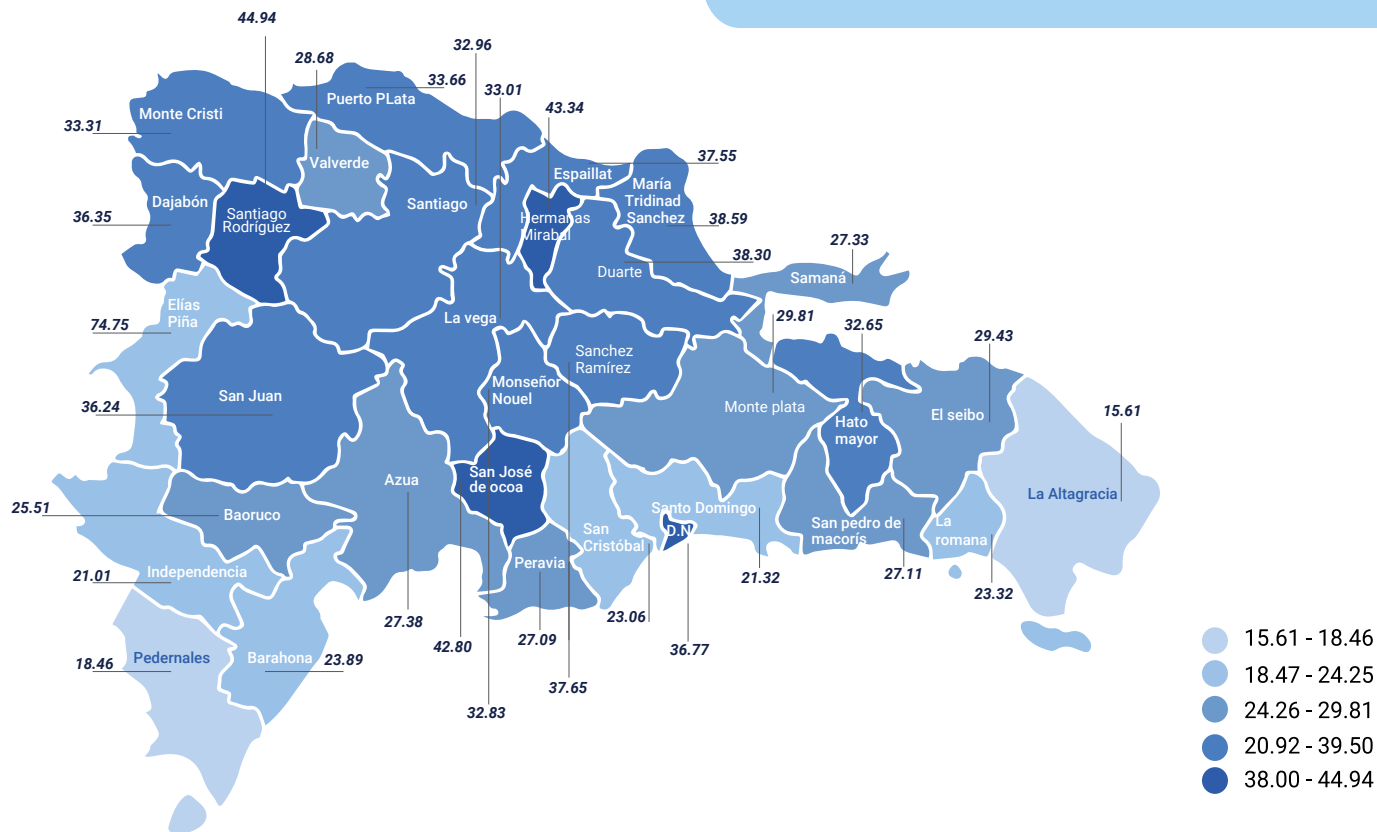 44.94
32.96
28.68
33.66
Puerto PLata
33.01
43.34
Monte Cristi
33.31
Valverde
37.55
Espaillat
María
Tridinad
Sanchez
Dajabón
Santiago
Santiago
Rodríguez
36.35
Hermanas
Mirabal
38.59
27.33
38.30
Duarte
Samaná
Elías
Piña
74.75
La vega
29.81
32.65
29.43
Sanchez
Ramírez
Monseñor
Nouel
San Juan
36.24
Monte plata
El seibo
15.61
Hato
mayor
San José
de ocoa
Azua
La Altagracia
25.51
Baoruco
Santo Domingo
D.N
San
Cristóbal
San pedro de
macorís
La
romana
Peravia
Independencia
21.01
21.32
27.11
23.32
27.38
23.06
42.80
27.09
36.77
Pedernales
18.46
Barahona
23.89
37.65
32.83
15.61 - 18.46
18.47 - 24.25
24.26 - 29.81
20.92 - 39.50
38.00 - 44.94